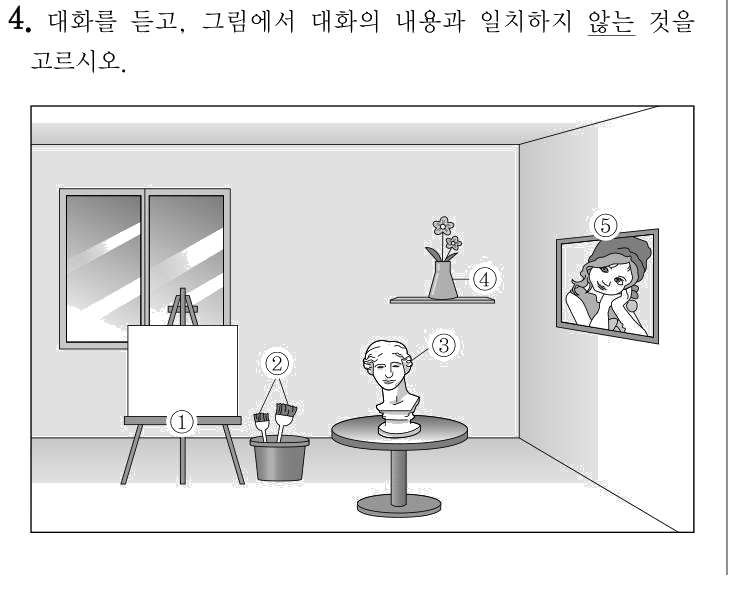 4. 대화를 듣고, 그림에서 대화의 내용과 일치하지 않는 것을
고르시오.
⑤
④
③
②
①